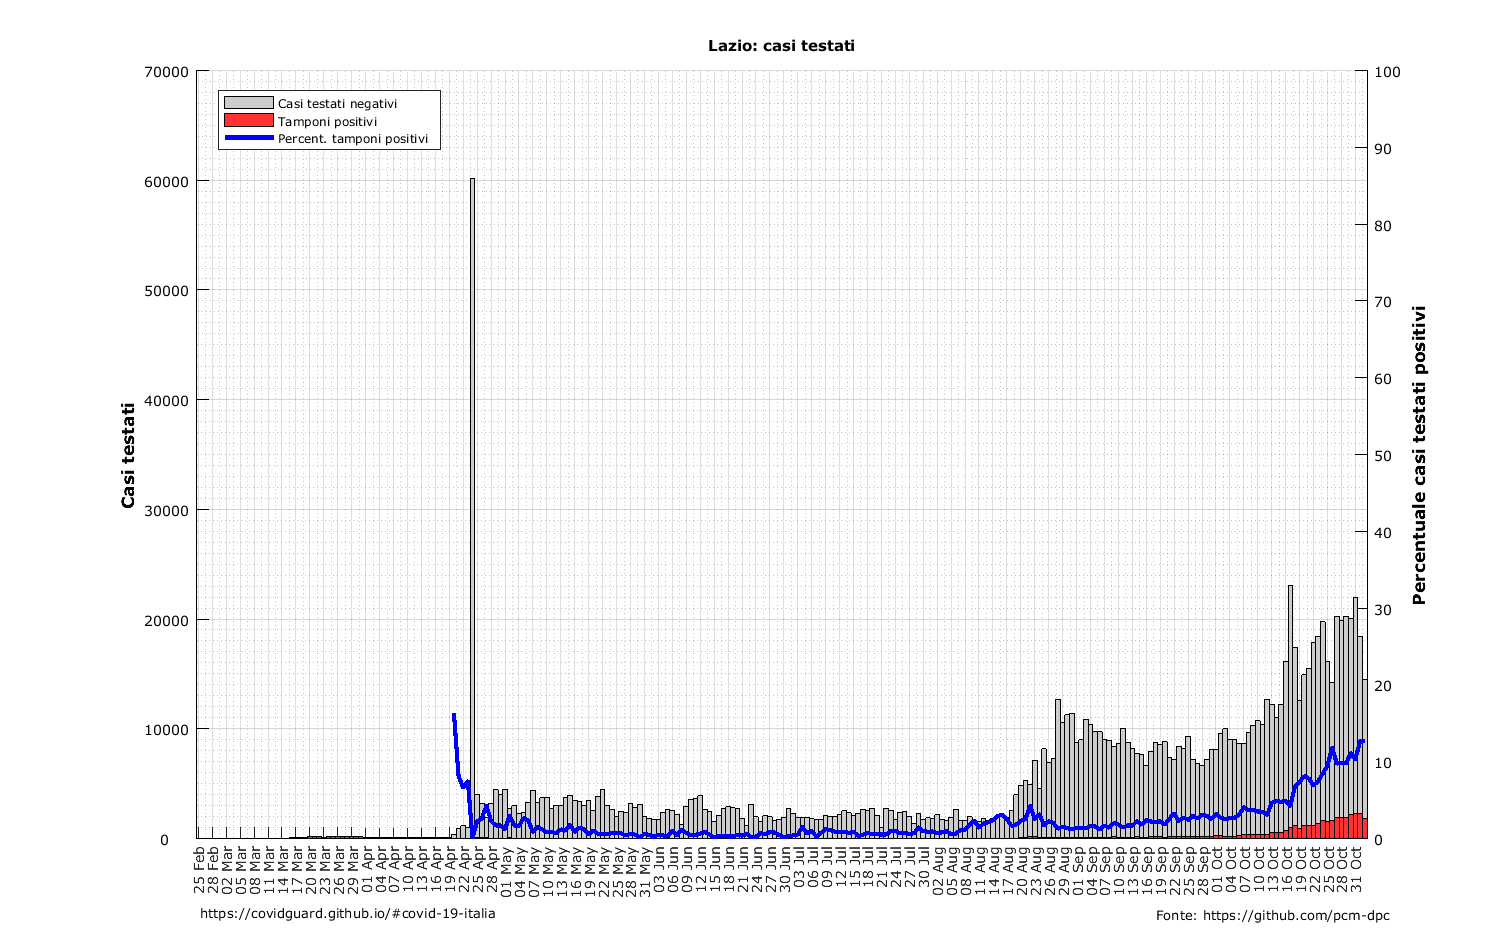 Lazio: casi testati
70000
60000
50000
40000
30000
20000
10000
0
Casi testati
Casi testati negativi
Tamponi positivi
Percent. tamponi positivi
100
90
80
70
60
50
40
30
20
10
0
Percentuale casi testati positivi
25 Feb
28 Feb
02 Mar
05 Mar
08 Mar
11 Mar
14 Mar
17 Mar
20 Mar
23 Mar
26 Mar
29 Mar
01 Apr
04 Apr
07 Apr
10 Apr
13 Apr
16 Apr
19 Apr
22 Apr
25 Apr
28 Apr
01 May
04 May
07 May
10 May
13 May
16 May
19 May
22 May
25 May
28 May
31 May
03 Jun
06 Jun
09 Jun
12 Jun
15 Jun
18 Jun
21 Jun
24 Jun
27 Jun
30 Jun
03 Jul
06 Jul
09 Jul
12 Jul
15 Jul
18 Jul
21 Jul
24 Jul
27 Jul
30 Jul
02 Aug
05 Aug
08 Aug
11 Aug
14 Aug
17 Aug
20 Aug
23 Aug
26 Aug
29 Aug
01 Sep
04 Sep
07 Sep
10 Sep
13 Sep
16 Sep
19 Sep
22 Sep
25 Sep
28 Sep
01 Oct
04 Oct
07 Oct
10 Oct
13 Oct
16 Oct
19 Oct
22 Oct
25 Oct
28 Oct
31 Oct
https://covidguard.github.io/#covid-19-italia
Fonte: https://github.com/pcm-dpc